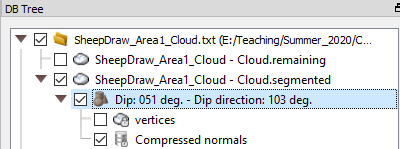 DB Tree
SheepDraw_Area1_Cloud.txt (E:/Teaching/Summer_2020/C...
SheepDraw_Area1_Cloud - Cloud.remaining
SheepDraw_Area1_Cloud - Cloud.segmented
Dip: 051 deg. - Dip direction: 103 deg.
vertices
Compressed normals